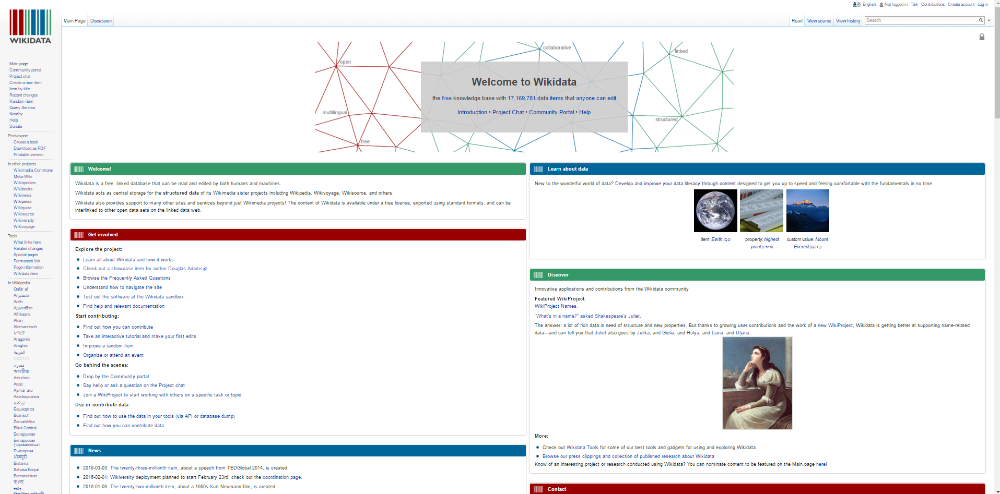 WIKIDATA
English Not logged in Talk Contributions Create account Log in
Main Page Discussion
Read View source View history Search
Main page
Community portal
Project chat
Create a new item
Item by title
Recent changes
Random item
Query Service
Nearby
Help
Donate
Print/export
Create a book
Download as PDF
Printable version
In other projects
Wikimedia Commons
Meta-Wiki
Wikispecies
Wikibooks
Wikinews
Wikipedia
Wikiquote
Wikisource
Wikiversity
Wikivoyage
Tools
What links here
Related changes
Special pages
Permanent link
Page information
Wikidata item
In Wikipedia
Qafár af
Аҧсшәа
Acèh
Адыгабзэ
Afrikaans
Akan
Alemannisch
አማርኛ
Aragonés
Ænglisc
العربية
مصرى
অসমীয়া
Asturianu
Авар
Aymar aru
Azərbaycanca
تۆرکجه
Башҡортса
Boarisch
Žemaitėška
Bikol Central
Беларуская
Беларуская
(тарашкевіца)
Български
भोजपुरी
Bislama
Bahasa Banjar
Bamanankan
বাংলা
collaborative
linked
open
multilingual
structured
free
Welcome to Wikidata
the free knowledge base with 17,169,781 data items that anyone can edit
Introduction • Project Chat • Community Portal • Help
Welcome!
Wikidata is a free, linked database that can be read and edited by both humans and machines.
Wikidata acts as central storage for the structured data of its Wikimedia sister projects including Wikipedia, Wikivoyage, Wikisource, and others.
Wikidata also provides support to many other sites and services beyond just Wikimedia projects! The content of Wikidata is available under a free license, exported using standard formats, and can be
interlinked to other open data sets on the linked data web.
Get involved
Explore the project:
Learn all about Wikidata and how it works
Check out a showcase item for author Douglas Adams
Browse the Frequently Asked Questions
Understand how to navigate the site
Test out the software at the Wikidata sandbox
Find help and relevant documentation
Start contributing:
Find out how you can contribute
Take an interactive tutorial and make your first edits
Improve a random item
Organize or attend an event
Go behind the scenes:
Drop by the Community portal
Say hello or ask a question on the Project chat
Join a WikiProject to start working with others on a specific task or topic
Use or contribute data:
Find out how to use the data in your tools (via API or database dump)
Find out how you can contribute data
News
2016-03-03: The twenty-three-millionth item, about a speech from TEDGlobal 2014, is created.
2016-02-01: Wikiversity deployment planned to start February 23rd, check out the coordination page.
2016-01-09: The twenty-two-millionth item, about a 1950s Kurt Neumann film, is created.
Learn about data
New to the wonderful world of data? Develop and improve your data literacy through content designed to get you up to speed and feeling comfortable with the fundamentals in no time.
item: Earth (Q2)
property: highest
point (P610)
custom value: Mount
Everest (Q513)
Discover
Innovative applications and contributions from the Wikidata community
Featured WikiProject:
WikiProject Names.
"What's in a name?" asked Shakespeare's Juliet.
The answer: a lot of rich data in need of structure and new properties. But thanks to growing user contributions and the work of a new WikiProject, Wikidata is getting better at supporting name-related
data—and can tell you that Juliet also goes by Julika, and Giulia, and Hülya, and Liana, and Uljana...
More:
Check out Wikidata:Tools for some of our best tools and gadgets for using and exploring Wikidata.
Browse our press clippings and collection of published research about Wikidata
Know of an interesting project or research conducted using Wikidata? You can nominate content to be featured on the Main page here!
Contact